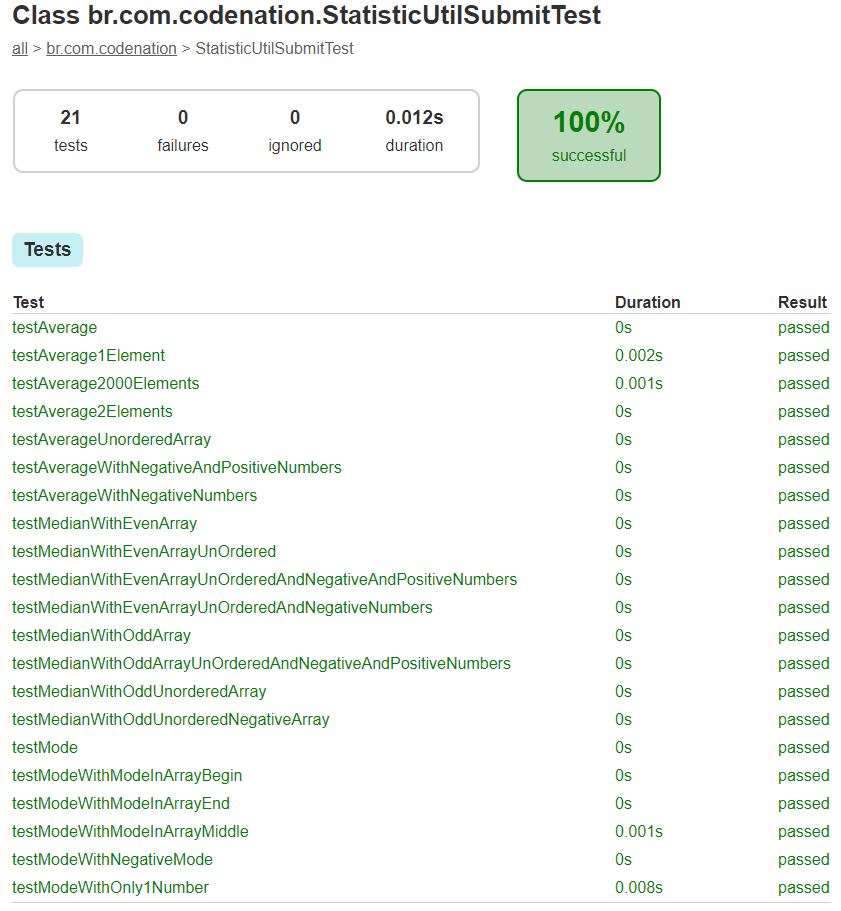 Class br.com.codenation.StatisticUtilSubmitTest
all > br.com.codenation > StatisticUtilSubmitTest
21 0 0 0.012s
tests failures ignored duration
100%
successful
Tests
Test Duration Result
testAverage 0s passed
testAverage1Element 0.002s passed
testAverage2000Elements 0.001s passed
testAverage2Elements 0s passed
testAverageUnorderedArray 0s passed
testAverageWithNegativeAndPositiveNumbers 0s passed
testAverageWithNegativeNumbers 0s passed
testMedianWithEvenArray 0s passed
testMedianWithEvenArrayUnOrdered 0s passed
testMedianWithEvenArrayUnOrderedAndNegativeAndPositiveNumbers 0s passed
testMedianWithEvenArrayUnOrderedAndNegativeNumbers 0s passed
testMedianWithOddArray 0s passed
testMedianWithOddArrayUnOrderedAndNegativeAndPositiveNumbers 0s passed
testMedianWithOddUnorderedArray 0s passed
testMedianWithOddUnorderedNegativeArray 0s passed
testMode 0s passed
testModeWithModeInArrayBegin 0s passed
testModeWithModeInArrayEnd 0s passed
testModeWithModeInArrayMiddle 0.001s passed
testModeWithNegativeMode 0s passed
testModeWithOnly1Number 0.008s passed